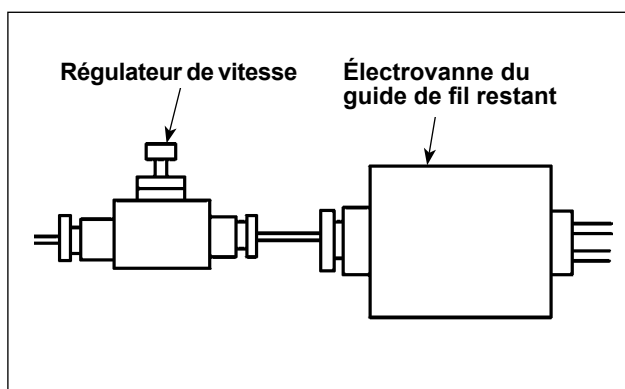 Régulateur de vitesse
Électrovanne du
guide de fil restant